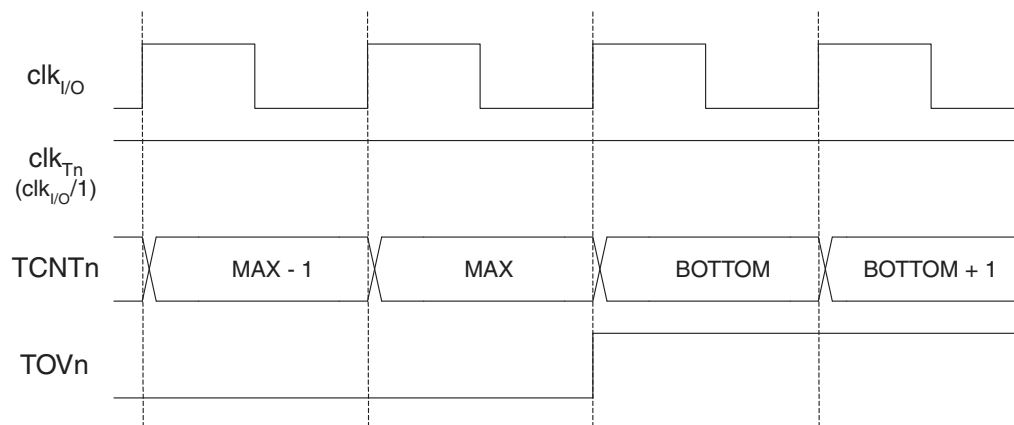 clkI/O
clkTn
(clkI/O/1)
TCNTn MAX - 1 MAX BOTTOM BOTTOM + 1
TOVn